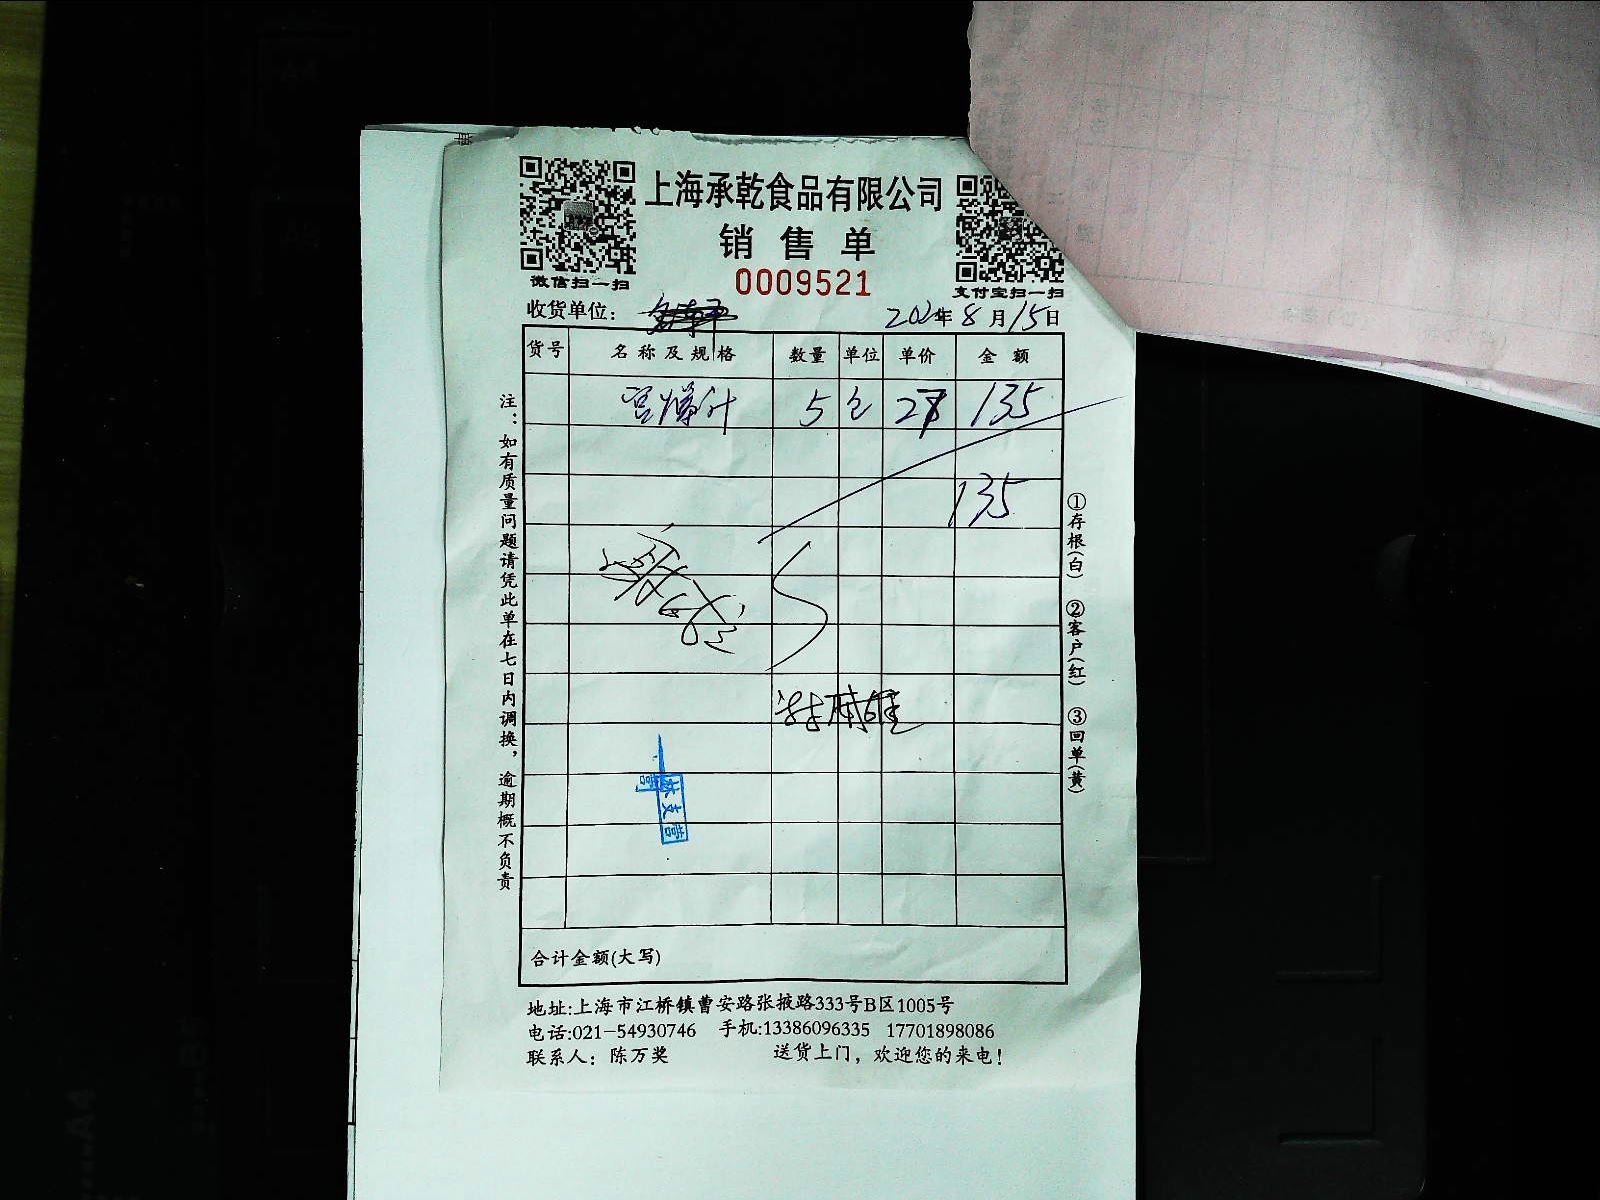 上海承乾食品有限公司
销售单
0009521
微信扫一扫
支付宝扫一扫
收货单位：
202 年 8 月 15 日
货号 名称及规格 数量 单位 单价 金额
宫爆汁 5 包 27 135
135
合计金额(大写)
注：如有质量问题请凭此单在七日内调换，逾期概不负责
①存根(白) ②客户(红) ③回单(黄)
地址:上海市江桥镇曹安路张掖路333号B区1005号
电话:021-54930746 手机:13386096335 17701898086
联系人：陈万奖 送货上门，欢迎您的来电！